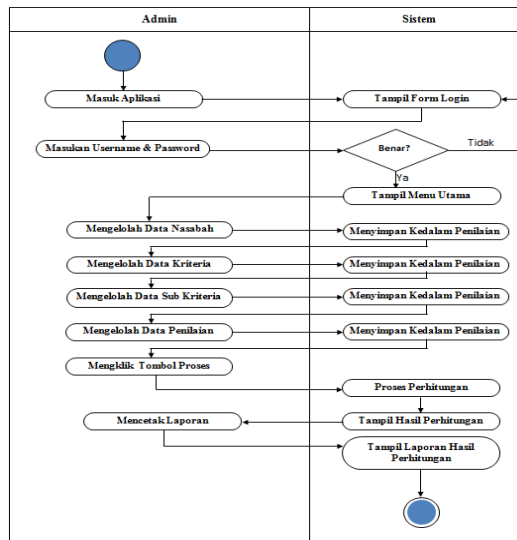 Admin
Sistem
Masuk Aplikasi
Tampil Form Login
Masukan Username & Password
Benar?
Tidak
Ya
Tampil Menu Utama
Mengelolah Data Nasabah
Menyimpan Kedalam Penilaian
Mengelolah Data Kriteria
Menyimpan Kedalam Penilaian
Mengelolah Data Sub Kriteria
Menyimpan Kedalam Penilaian
Mengelolah Data Penilaian
Menyimpan Kedalam Penilaian
Mengklik Tombol Proses
Proses Perhitungan
Mencetak Laporan
Tampil Hasil Perhitungan
Tampil Laporan Hasil
Perhitungan